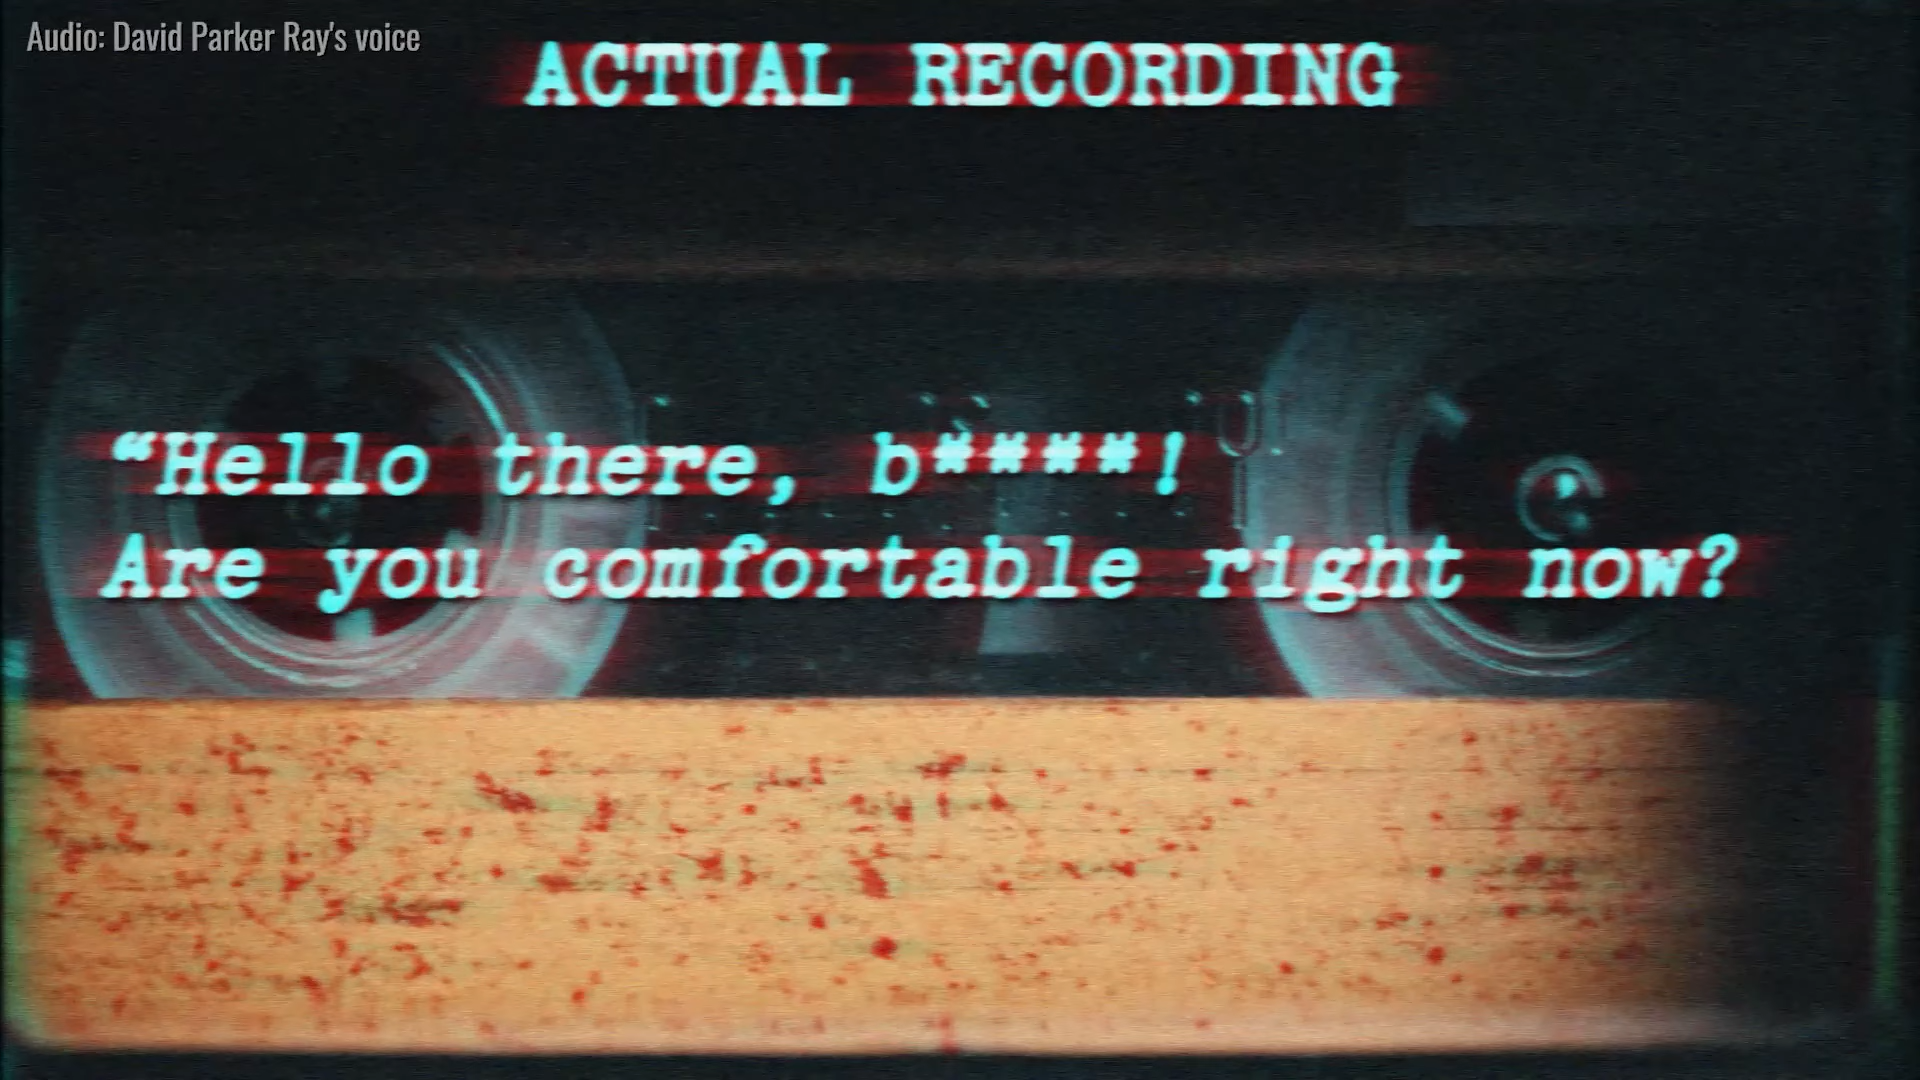 Audio: David Parker Ray's voice
ACTUAL RECORDING
“Hello there, b****!
Are you comfortable right now?